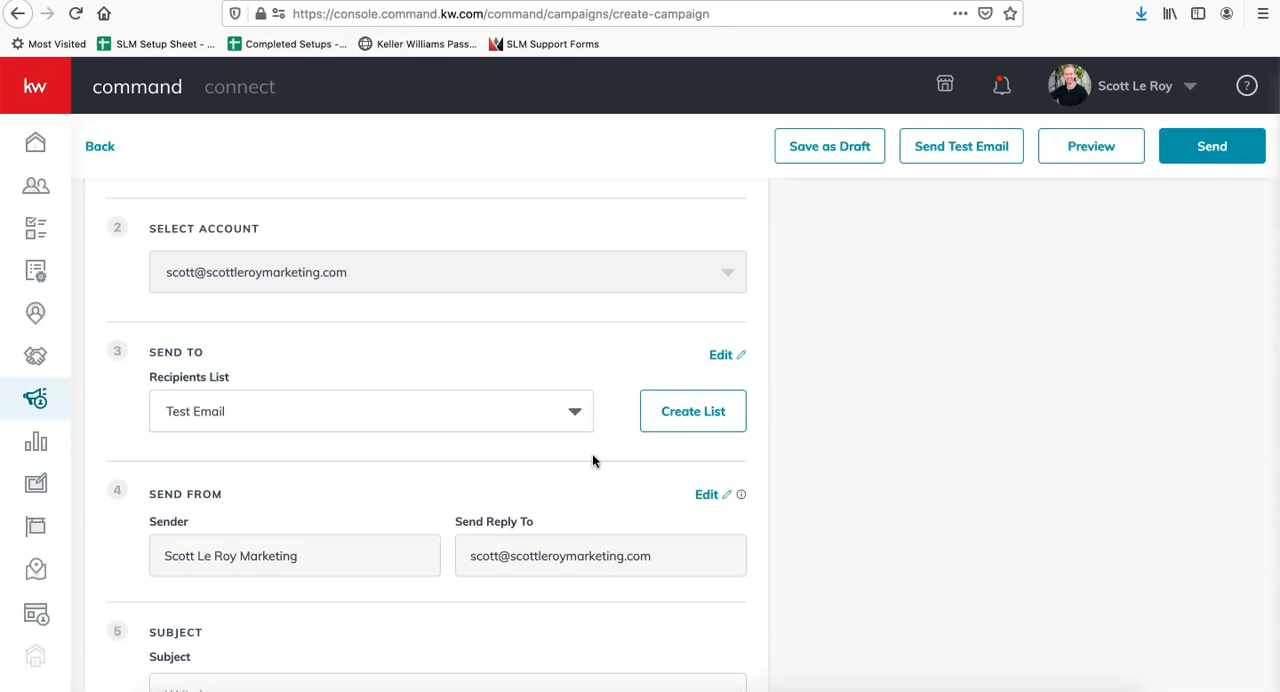 https://console.command.kw.com/command/campaigns/create-campaign
Most Visited
SLM Setup Sheet - ...
Completed Setups -...
Keller Williams Pass...
SLM Support Forms
kw
command
connect
Scott Le Roy
?
Back
Save as Draft
Send Test Email
Preview
Send
2
SELECT ACCOUNT
scott@scottleroymarketing.com
3
SEND TO
Edit
Recipients List
Test Email
Create List
4
SEND FROM
Edit
Sender
Send Reply To
Scott Le Roy Marketing
scott@scottleroymarketing.com
5
SUBJECT
Subject